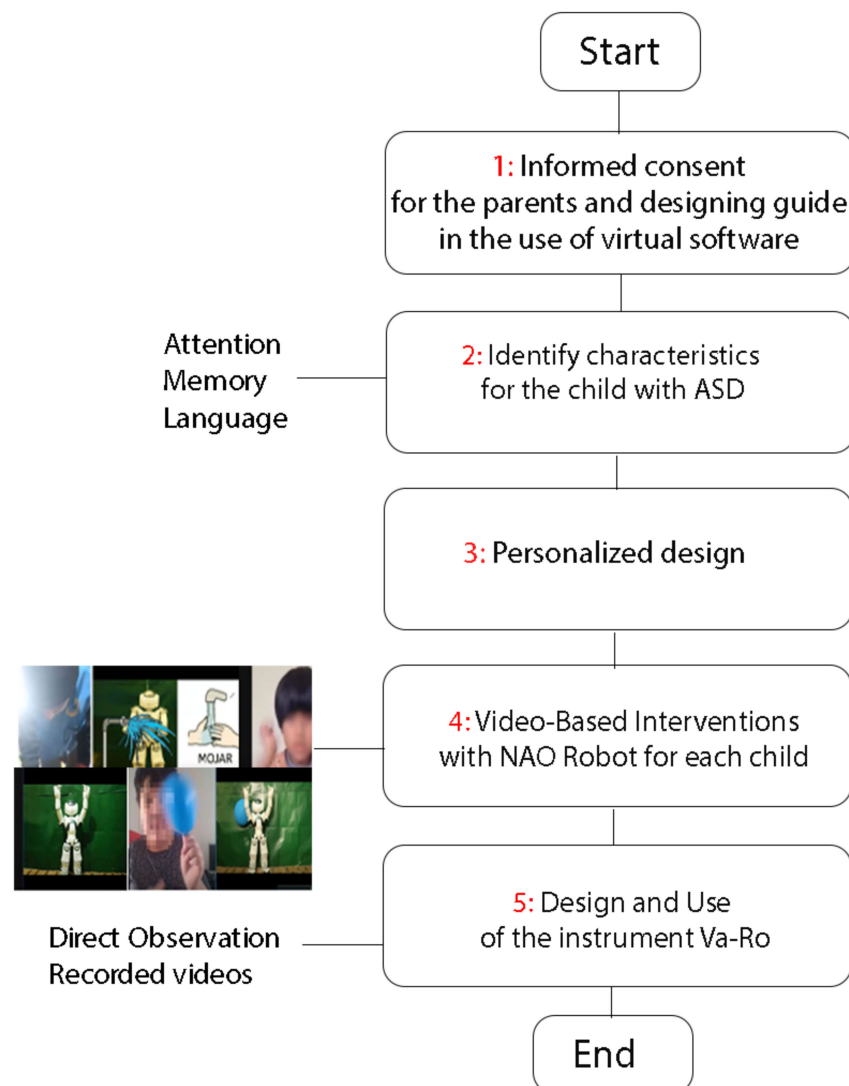 Start
1: Informed consent
for the parents and designing guide
in the use of virtual software
Attention
Memory
Language
2: Identify characteristics
for the child with ASD
3: Personalized design
MOJAR
4: Video-Based Interventions
with NAO Robot for each child
Direct Observation
Recorded videos
5: Design and Use
of the instrument Va-Ro
End